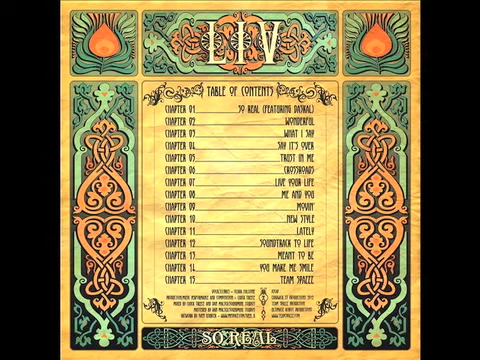 LIV
TABLE OF CONTENTS
CHAPTER 01 SO REAL (FEATURING DASKAL)
CHAPTER 02 WONDERFUL
CHAPTER 03 WHAT I SAY
CHAPTER 04 SAY IT'S OVER
CHAPTER 05 TRUST IN ME
CHAPTER 06 CROSSROADS
CHAPTER 07 LIVE YOUR LIFE
CHAPTER 08 ME AND YOU
CHAPTER 09 MOVIN'
CHAPTER 10 NEW STYLE
CHAPTER 11 LATELY
CHAPTER 12 SOUNDTRACK TO LIFE
CHAPTER 13 MEANT TO BE
CHAPTER 14 YOU MAKE ME SMILE
CHAPTER 15 TEAM SPAZZE
SO:REAL